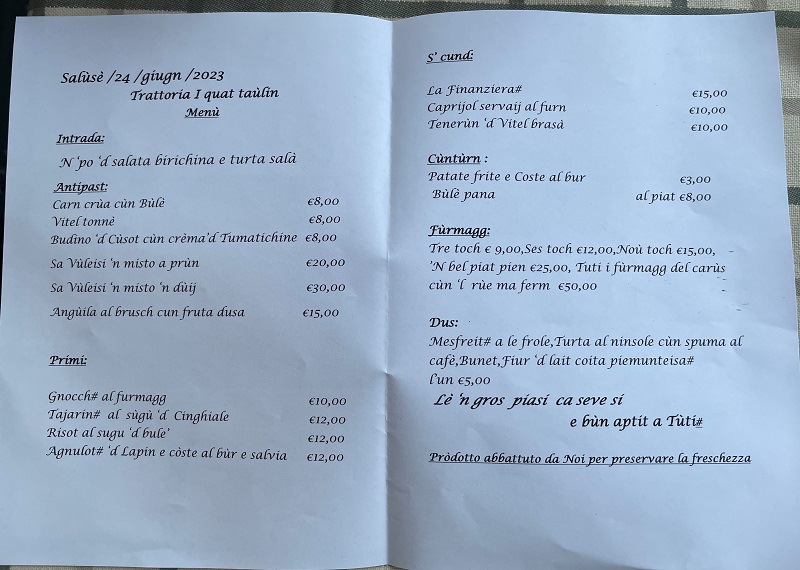 Salùsè /24 /giugn /2023
Trattoria I quat taùlin
Menù
Intrada:
N 'po 'd salata birichina e turta salà
Antipast:
Carn crùa cùn Bùlè €8,00
Vitel tonnè €8,00
Budino 'd Cùsot cùn crèma'd Tumatichine €8,00
Sa Vùleisi 'n misto a prùn €20,00
Sa Vùleisi 'n misto 'n dùij €30,00
Angùila al brusch cun fruta dusa €15,00
Primi:
Gnocch# al furmagg €10,00
Tajarin# al sùgù 'd Cinghiale €12,00
Risot al sugu 'd bule' €12,00
Agnulot# 'd Lapin e còste al bùr e salvia €12,00
S' cund:
La Finanziera# €15,00
Caprijol servaij al furn €10,00
Tenerùn 'd Vitel brasà €10,00
Cùntùrn :
Patate frite e Coste al bur €3,00
Bùlè pana al piat €8,00
Fùrmagg:
Tre toch € 9,00,Ses toch €12,00,Noù toch €15,00,
'N bel piat pien €25,00, Tuti i fùrmagg del carùs
cùn 'l rùe ma ferm €50,00
Dus:
Mesfreit# a le frole,Turta al ninsole cùn spuma al
cafè,Bunet,Fiur 'd lait coita piemunteisa#
l'un €5,00
Lè 'n gros piasi ca seve si
e bùn aptit a Tùti#
Pròdotto abbattuto da Noi per preservare la freschezza